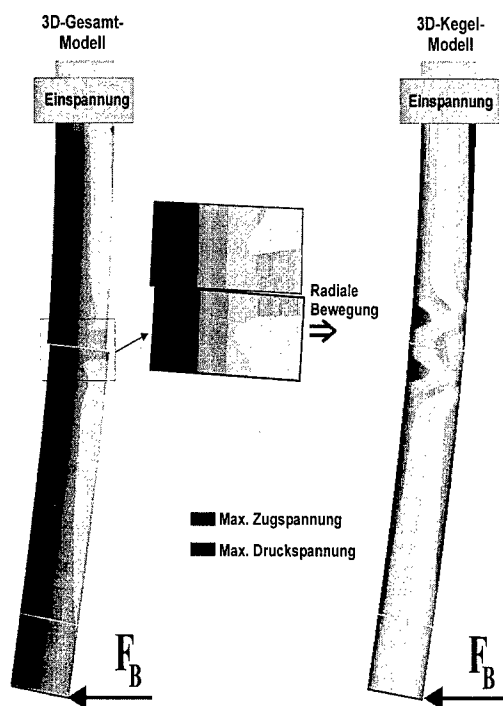 3D-Gesamt-
Modell
Einspannung
3D-Kegel-
Modell
Einspannung
Radiale
Bewegung
Max. Zugspannung
Max. Druckspannung
F_B
F_B